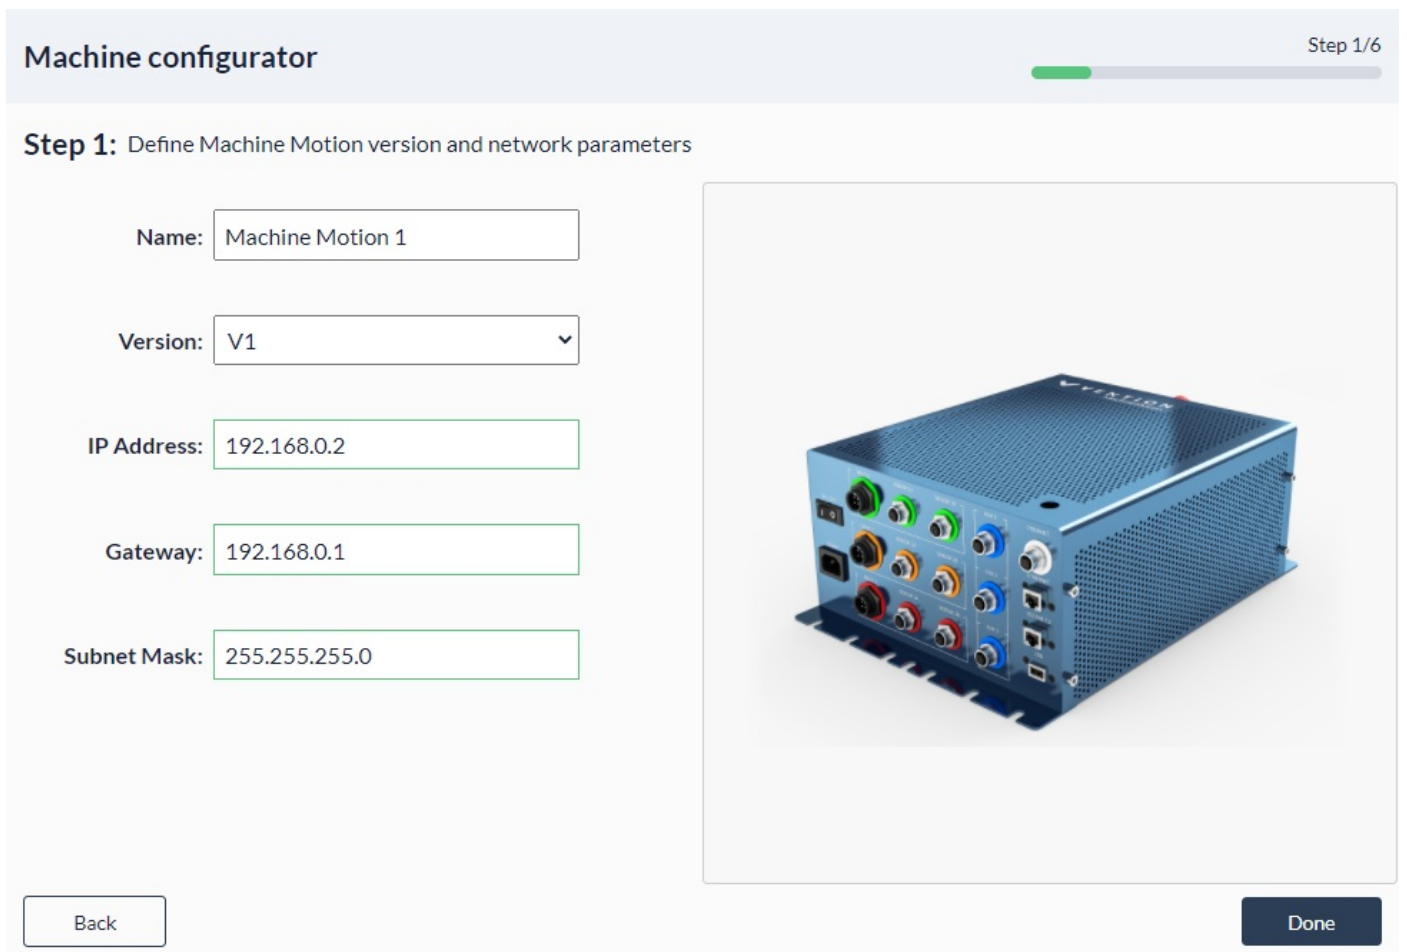 Machine configurator
Step 1/6
Step 1: Define Machine Motion version and network parameters
Name: Machine Motion 1
Version: V1
IP Address: 192.168.0.2
Gateway: 192.168.0.1
Subnet Mask: 255.255.255.0
VENTION
Back
Done